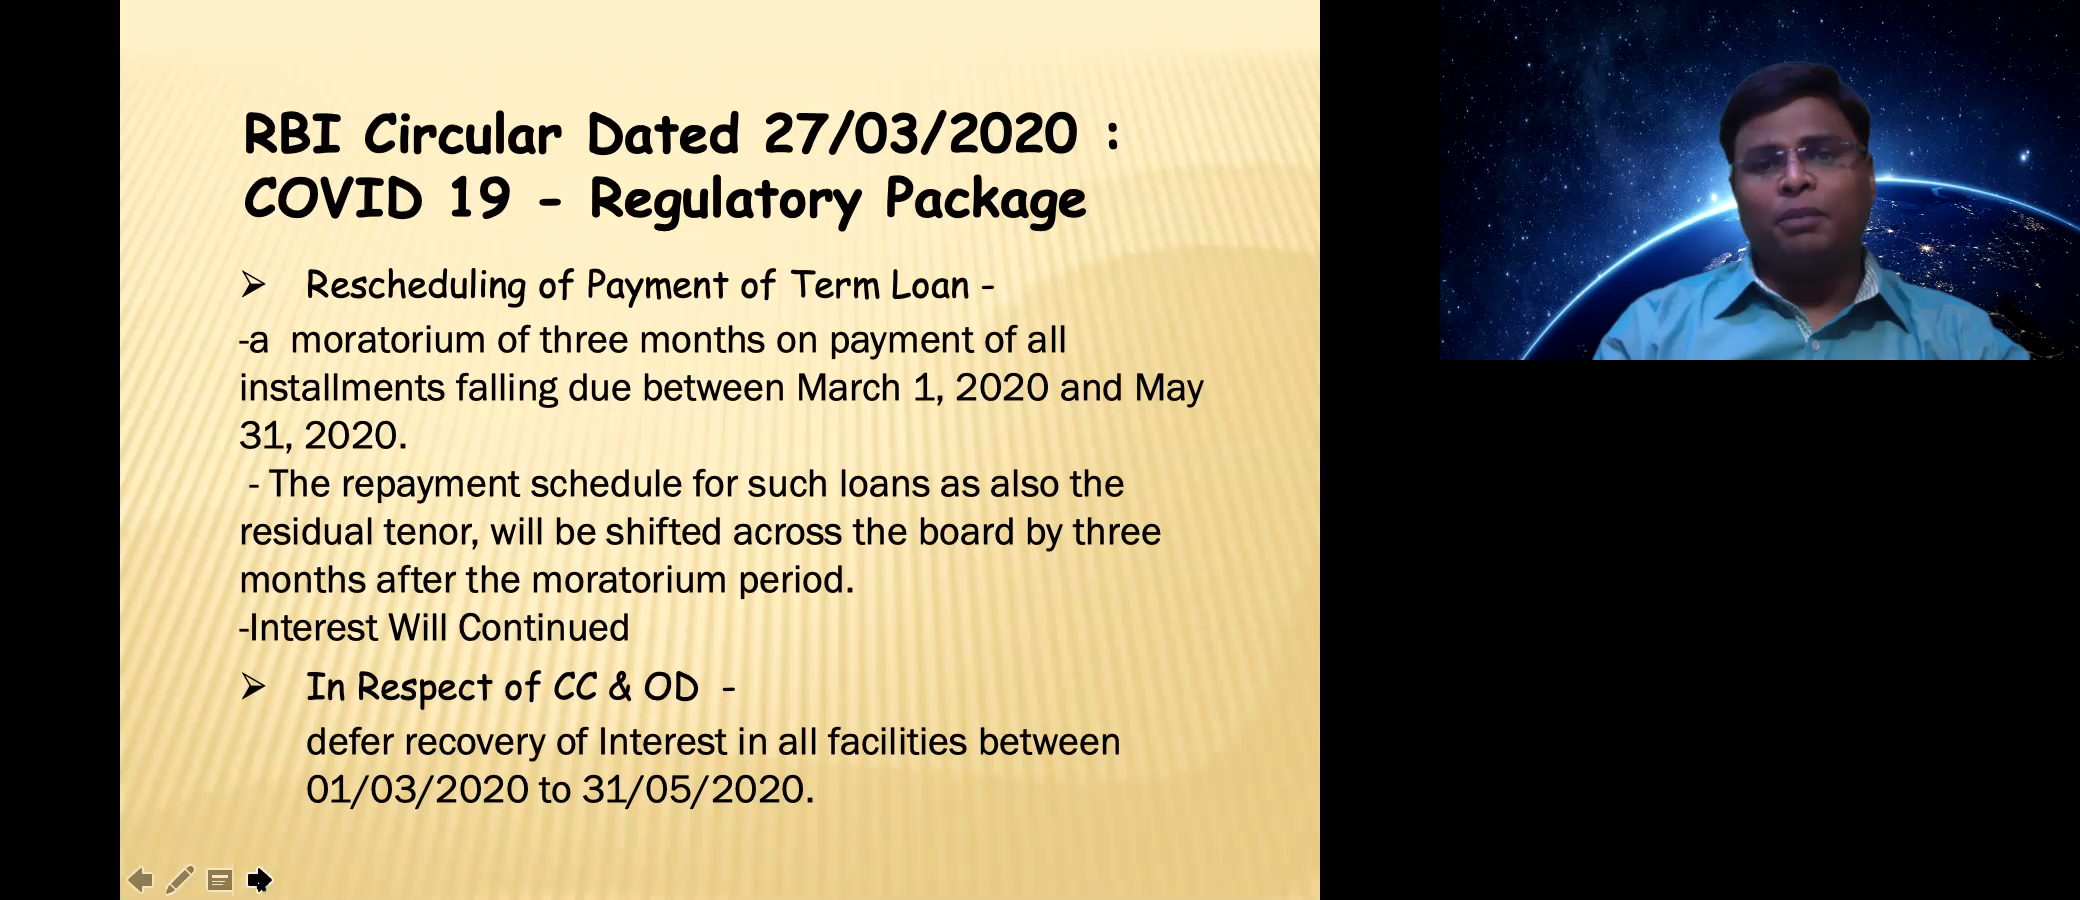 RBI Circular Dated 27/03/2020 :
COVID 19 - Regulatory Package
➢ Rescheduling of Payment of Term Loan -
-a moratorium of three months on payment of all
installments falling due between March 1, 2020 and May
31, 2020.
- The repayment schedule for such loans as also the
residual tenor, will be shifted across the board by three
months after the moratorium period.
-Interest Will Continued
➢ In Respect of CC & OD -
defer recovery of Interest in all facilities between
01/03/2020 to 31/05/2020.